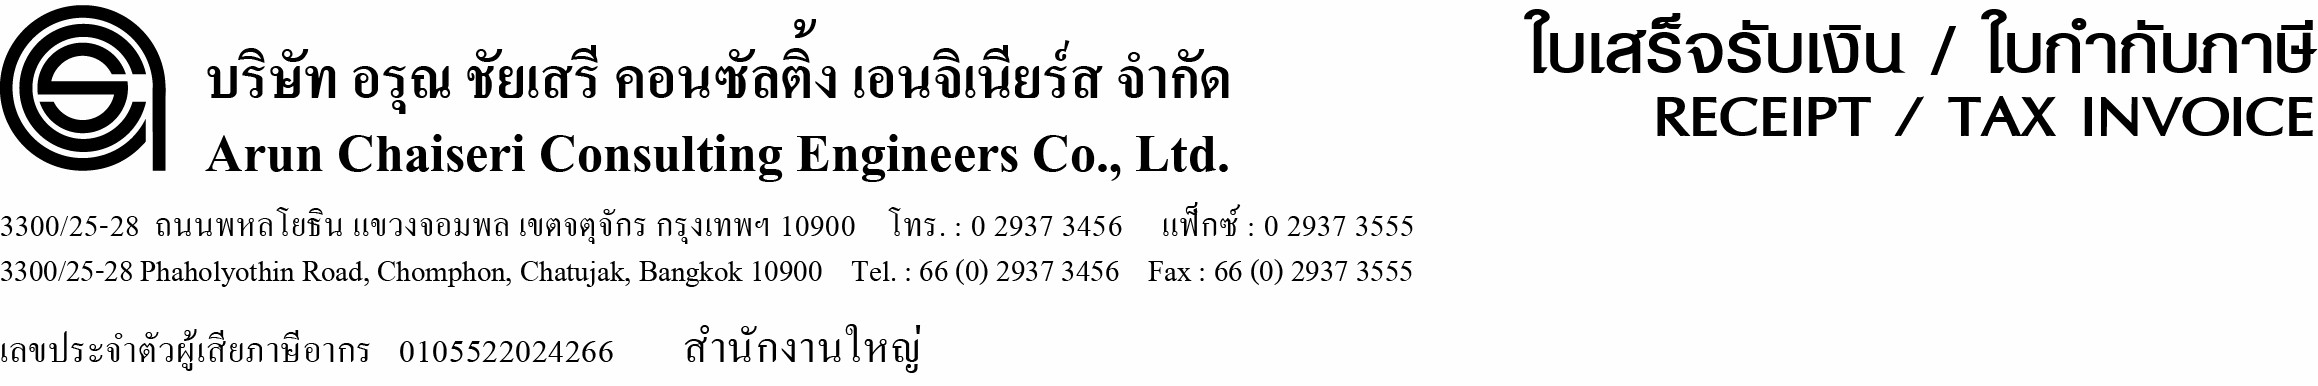 บริษัท อรุณ ชัยเสรี คอนซัลติ้ง เอนจิเนียร์ส จำกัด
Arun Chaiseri Consulting Engineers Co., Ltd.
ใบเสร็จรับเงิน / ใบกำกับภาษี
RECEIPT / TAX INVOICE
3300/25-28 ถนนพหลโยธิน แขวงจอมพล เขตจตุจักร กรุงเทพฯ 10900 โทร. : 0 2937 3456 แฟ็กซ์ : 0 2937 3555
3300/25-28 Phaholyothin Road, Chomphon, Chatujak, Bangkok 10900 Tel. : 66 (0) 2937 3456 Fax : 66 (0) 2937 3555
เลขประจำตัวผู้เสียภาษีอากร 0105522024266 สำนักงานใหญ่